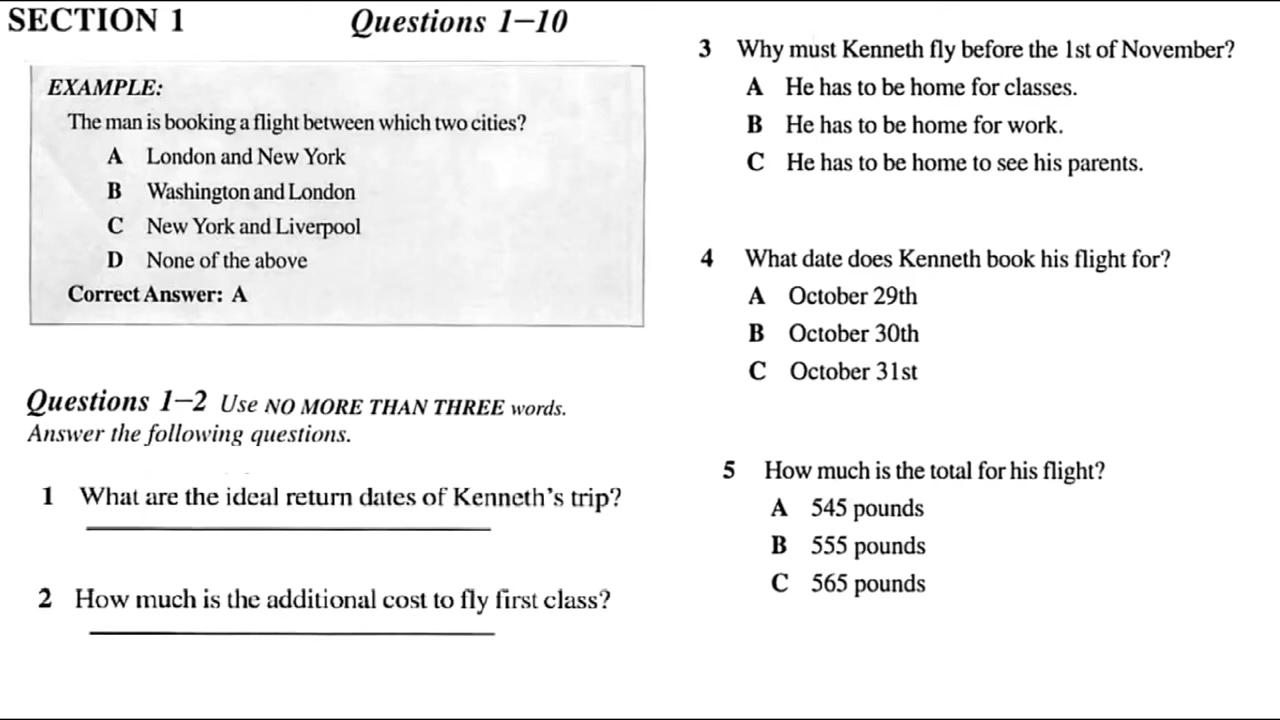 SECTION 1 Questions 1–10
EXAMPLE:
The man is booking a flight between which two cities?
A London and New York
B Washington and London
C New York and Liverpool
D None of the above
Correct Answer: A
Questions 1–2 Use NO MORE THAN THREE words.
Answer the following questions.
1 What are the ideal return dates of Kenneth's trip?
2 How much is the additional cost to fly first class?
3 Why must Kenneth fly before the 1st of November?
A He has to be home for classes.
B He has to be home for work.
C He has to be home to see his parents.
4 What date does Kenneth book his flight for?
A October 29th
B October 30th
C October 31st
5 How much is the total for his flight?
A 545 pounds
B 555 pounds
C 565 pounds